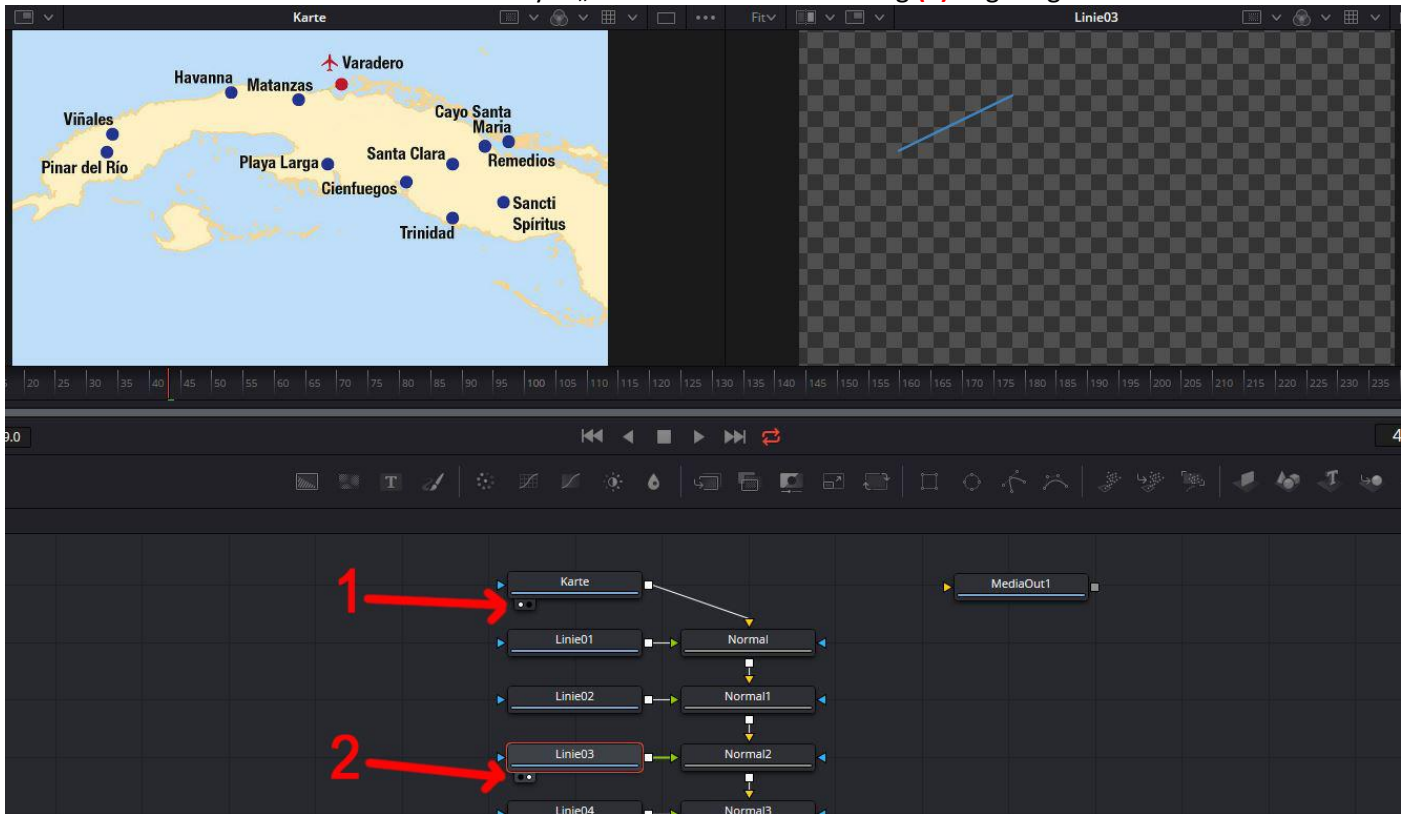 Karte
Fit
Linie03
Varadero
Havanna
Matanzas
Viñales
Cayo Santa
Maria
Pinar del Río
Playa Larga
Santa Clara
Remedios
Cienfuegos
Sancti
Spíritus
Trinidad
20 25 30 35 40 45 50 55 60 65 70 75 80 85 90 95 100 105 110 115 120 125 130 135 140 145 150 155 160 165 170 175 180 185 190 195 200 205 210 215 220 225 230 235
9.0
4
T
T
1
Karte
MediaOut1
Linie01
Normal
Linie02
Normal1
2
Linie03
Normal2
Linie04
Normal3